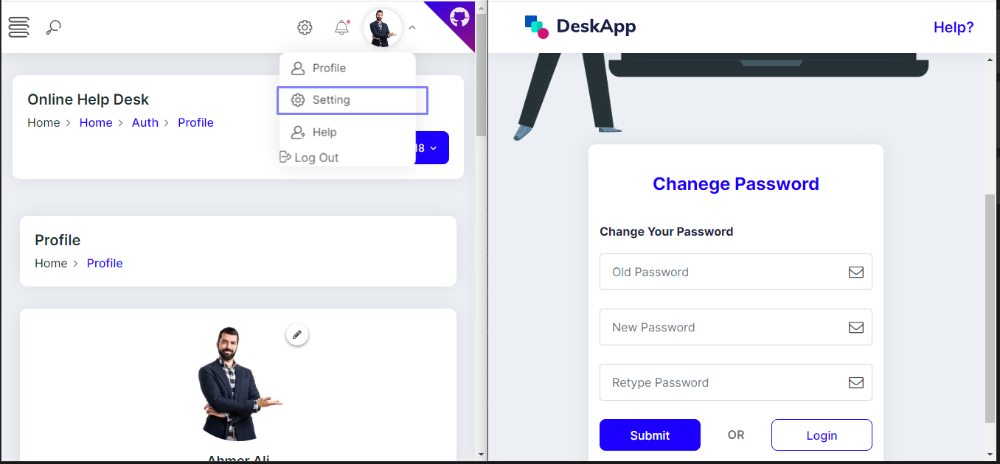 Profile
Setting
Help
Log Out
Online Help Desk
Home > Home > Auth > Profile
18
Profile
Home > Profile
Ahmer Ali
DeskApp
Help?
Chanege Password
Change Your Password
Old Password
New Password
Retype Password
Submit OR Login